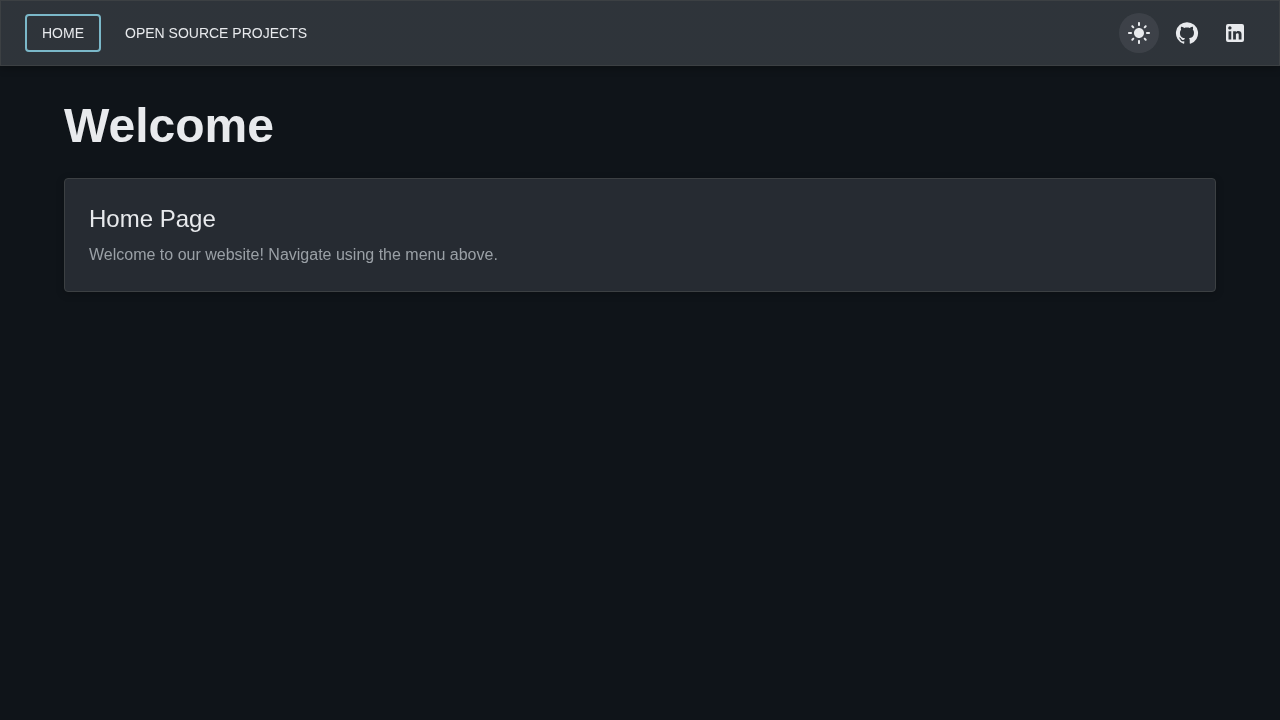 HOME
OPEN SOURCE PROJECTS
Welcome
Home Page
Welcome to our website! Navigate using the menu above.